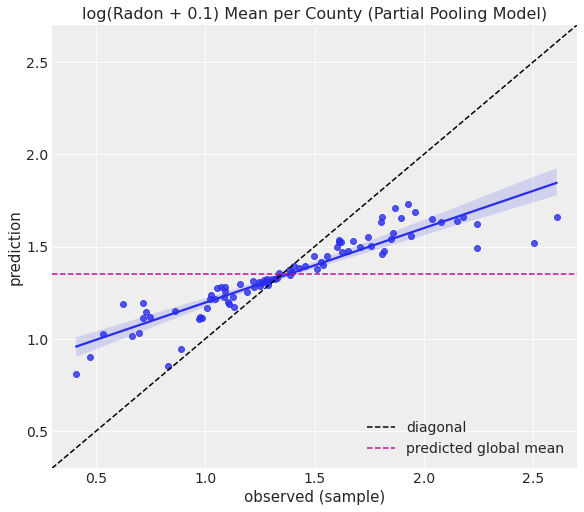 log(Radon + 0.1) Mean per County (Partial Pooling Model)
prediction
2.5
2.0
1.5
1.0
0.5
diagonal
predicted global mean
0.5 1.0 1.5 2.0 2.5
observed (sample)